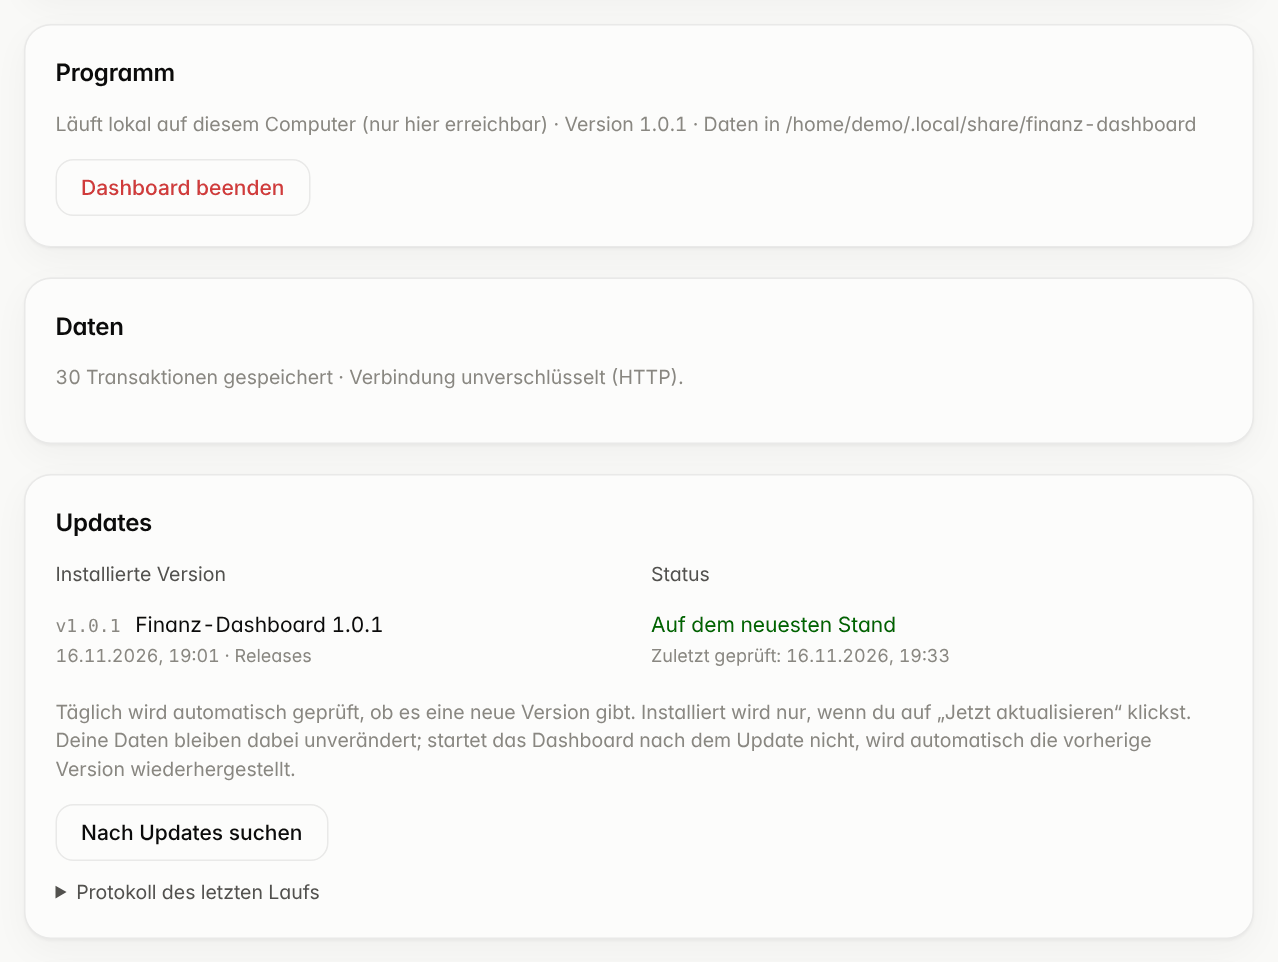 Programm
Läuft lokal auf diesem Computer (nur hier erreichbar) · Version 1.0.1 · Daten in /home/demo/.local/share/finanz-dashboard
Dashboard beenden
Daten
30 Transaktionen gespeichert · Verbindung unverschlüsselt (HTTP).
Updates
Installierte Version
v1.0.1 Finanz-Dashboard 1.0.1
16.11.2026, 19:01 · Releases
Status
Auf dem neuesten Stand
Zuletzt geprüft: 16.11.2026, 19:33
Täglich wird automatisch geprüft, ob es eine neue Version gibt. Installiert wird nur, wenn du auf „Jetzt aktualisieren“ klickst.
Deine Daten bleiben dabei unverändert; startet das Dashboard nach dem Update nicht, wird automatisch die vorherige
Version wiederhergestellt.
Nach Updates suchen
▶ Protokoll des letzten Laufs